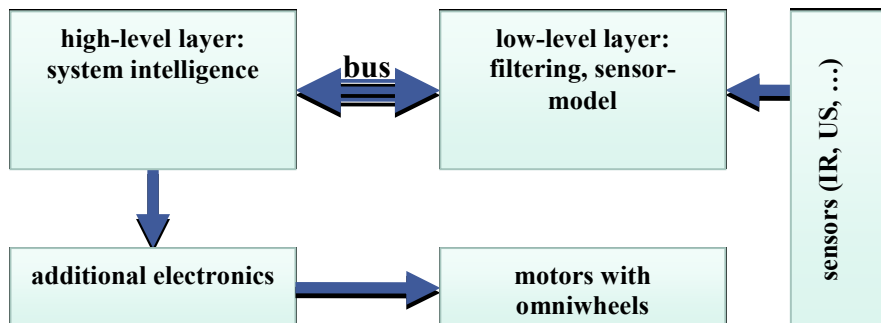 high-level layer:
system intelligence
bus
low-level layer:
filtering, sensor-
model
sensors (IR, US, ...)
additional electronics
motors with
omniwheels